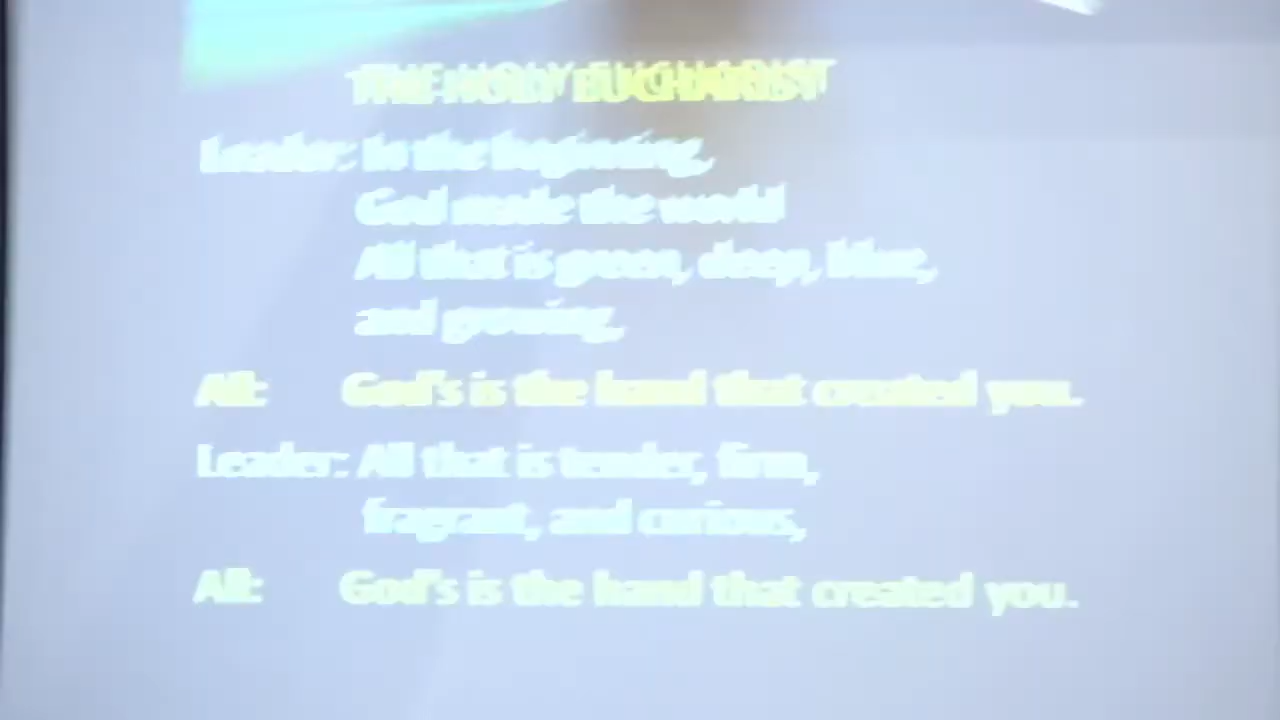 THE HOLY EUCHARIST
Leader: In the beginning,
God made the world
All that is green, deep, blue,
and growing,
All: God's is the hand that created you.
Leader: All that is tender, firm,
fragrant, and curious,
All: God's is the hand that created you.